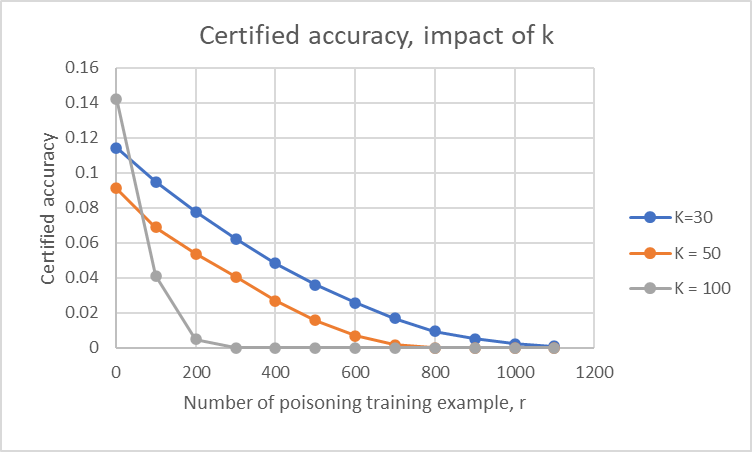 Certified accuracy, impact of k
0.16
0.14
0.12
0.1
0.08
0.06
0.04
0.02
0
Certified accuracy
0 200 400 600 800 1000 1200
Number of poisoning training example, r
K=30
K = 50
K = 100